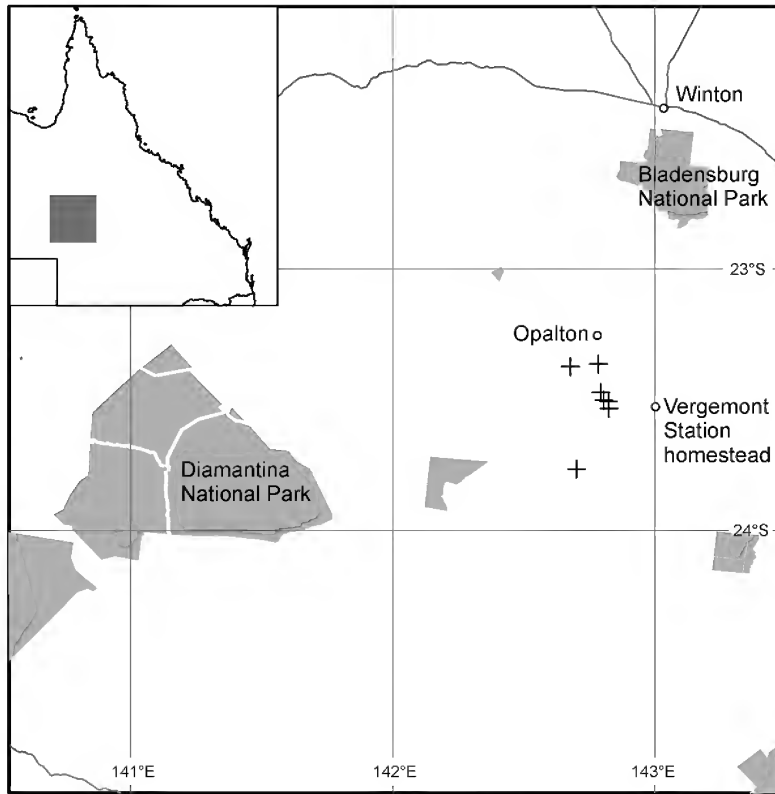 Winton
Bladensburg
National Park
23°S
Opalton
Vergemont
Station
homestead
Diamantina
National Park
24°S
141°E
142°E
143°E